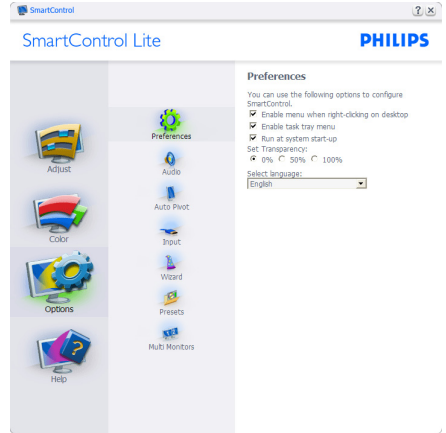 SmartControl
SmartControl Lite
PHILIPS
Adjust
Color
Options
Help
Preferences
Audio
Auto Pivot
Input
Wizard
Presets
Multi Monitors
Preferences
You can use the following options to configure
SmartControl.
Enable menu when right-clicking on desktop
Enable task tray menu
Run at system start-up
Set Transparency:
0% 50% 100%
Select language:
English